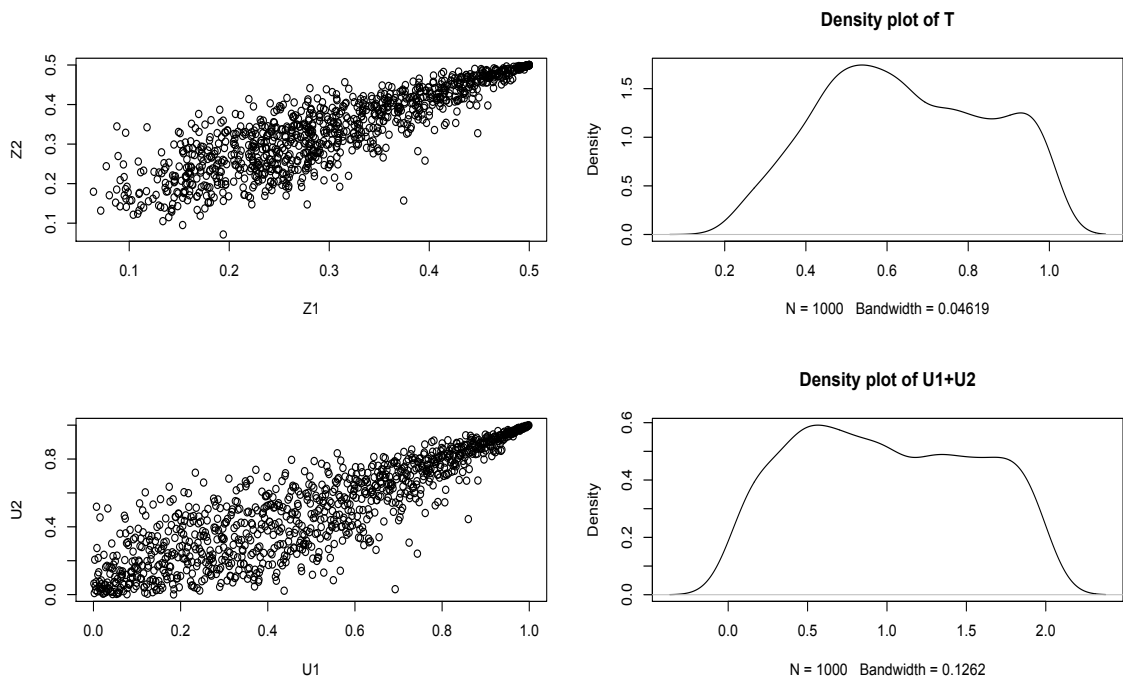 Z2
0.1 0.2 0.3 0.4 0.5
0.1 0.2 0.3 0.4 0.5
Z1
Density plot of T
Density
0.0 0.5 1.0 1.5
0.2 0.4 0.6 0.8 1.0
N = 1000 Bandwidth = 0.04619
U2
0.0 0.4 0.8
0.0 0.2 0.4 0.6 0.8 1.0
U1
Density plot of U1+U2
Density
0.0 0.2 0.4 0.6
0.0 0.5 1.0 1.5 2.0
N = 1000 Bandwidth = 0.1262